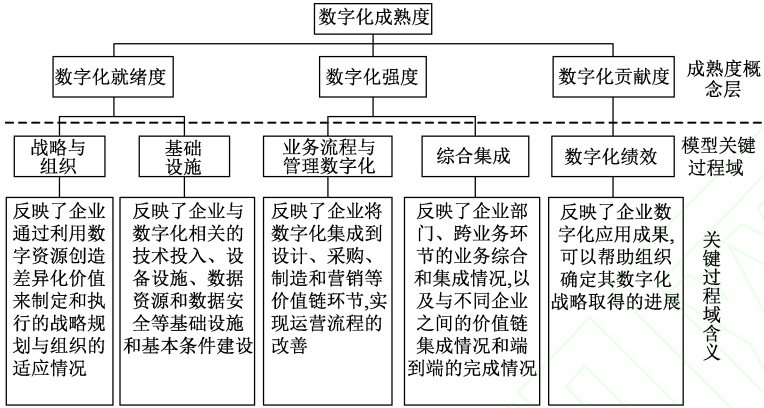 数字化成熟度
数字化就绪度
数字化强度
数字化贡献度
成熟度概
念层
战略与
组织
基础
设施
业务流程与
管理数字化
综合集成
数字化绩效
模型关键
过程域
反映了企业
通过利用数
字资源创造
差异化价值
来制定和执
行的战略规
划与组织的
适应情况
反映了企业与
数字化相关的
技术投入、设
备设施、数据
资源和数据安
全等基础设施
和基本条件建设
反映了企业将
数字化集成到
设计、采购、
制造和营销等
价值链环节,实
现运营流程的
改善
反映了企业部
门、跨业务环
节的业务综合
和集成情况,以
及与不同企业
之间的价值链
集成情况和端
到端的完成情况
反映了企业数
字化应用成果,
可以帮助组织
确定其数字化
战略取得的进展
关键过程域含义